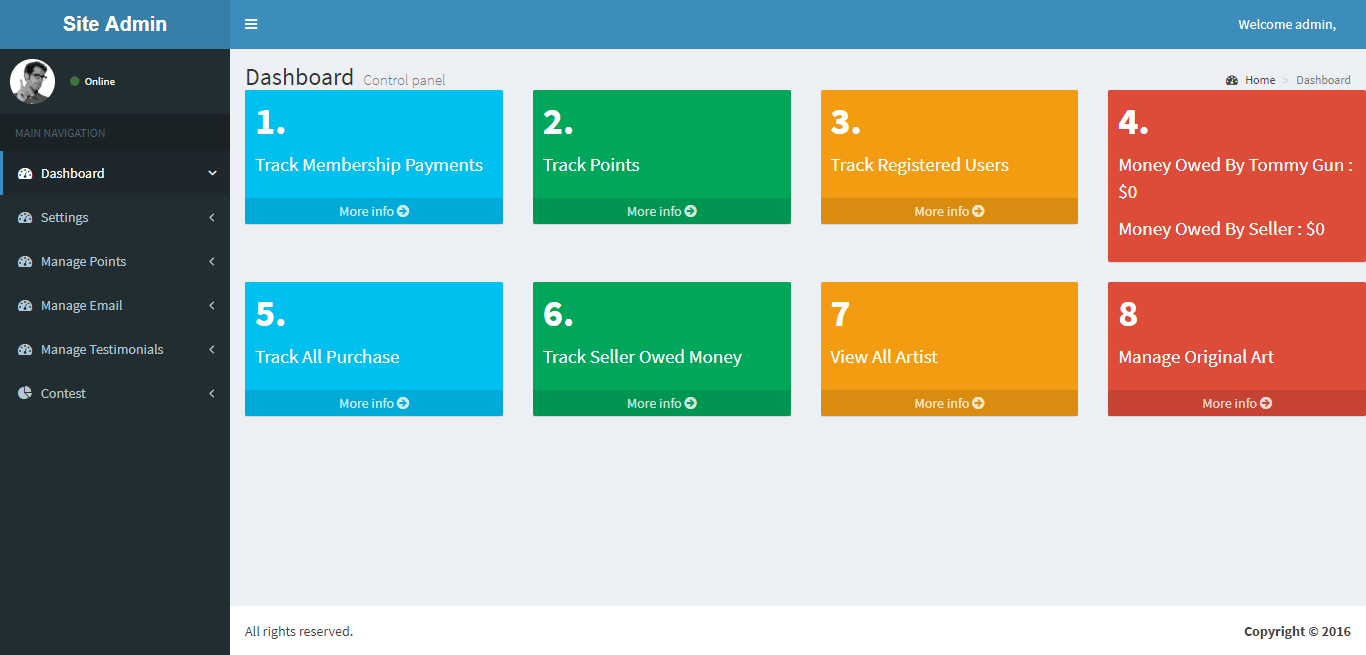 Site Admin
Welcome admin,
Online
MAIN NAVIGATION
Dashboard
Settings
Manage Points
Manage Email
Manage Testimonials
Contest
Dashboard Control panel
Home > Dashboard
1.
Track Membership Payments
More info
2.
Track Points
More info
3.
Track Registered Users
More info
4.
Money Owed By Tommy Gun :
$0
Money Owed By Seller : $0
5.
Track All Purchase
More info
6.
Track Seller Owed Money
More info
7
View All Artist
More info
8
Manage Original Art
More info
All rights reserved.
Copyright © 2016